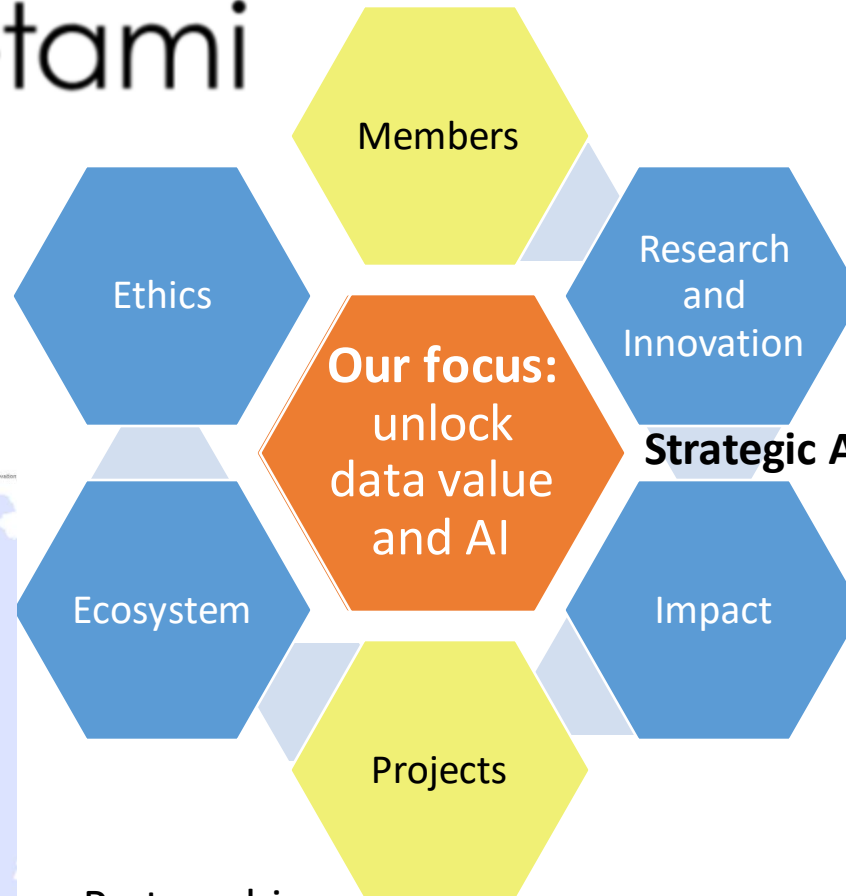 tami
Members
Ethics
Research
and
Innovation
Our focus:
unlock
data value
and AI
Strategic A
Ecosystem
Impact
Projects